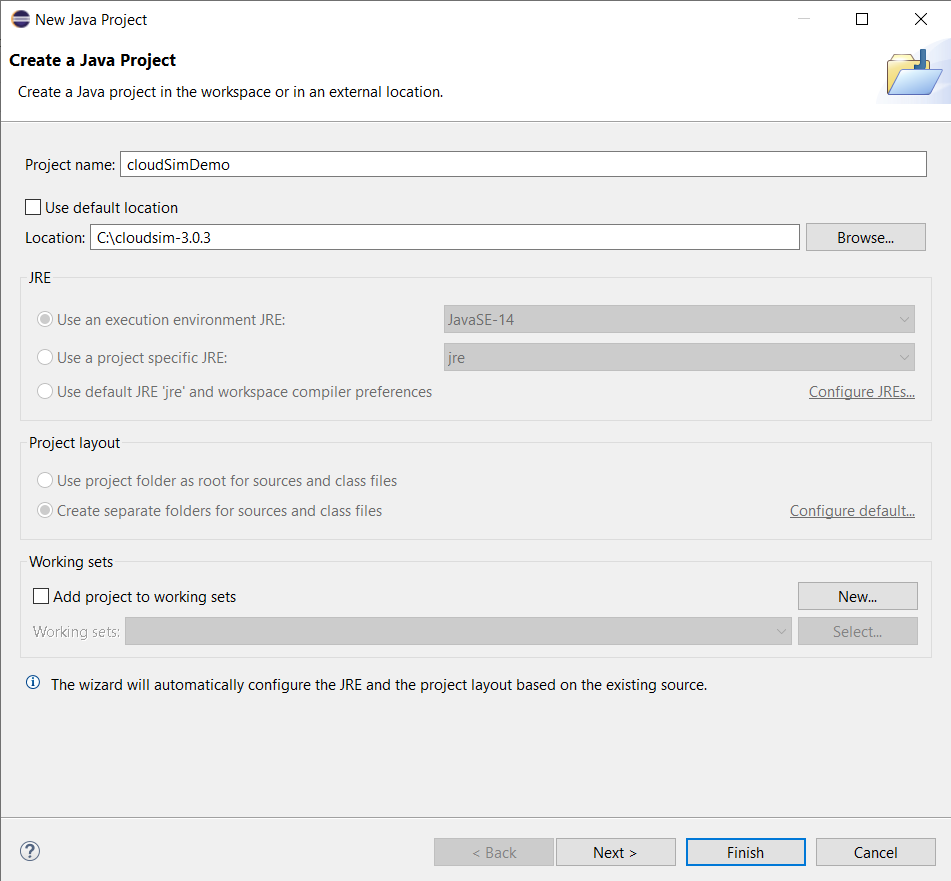 New Java Project
Create a Java Project
Create a Java project in the workspace or in an external location.
Project name: cloudSimDemo
Use default location
Location: C:\cloudsim-3.0.3 Browse...
JRE
Use an execution environment JRE: JavaSE-14
Use a project specific JRE: jre
Use default JRE 'jre' and workspace compiler preferences Configure JREs...
Project layout
Use project folder as root for sources and class files
Create separate folders for sources and class files Configure default...
Working sets
Add project to working sets New...
Working sets: Select...
The wizard will automatically configure the JRE and the project layout based on the existing source.
< Back Next > Finish Cancel